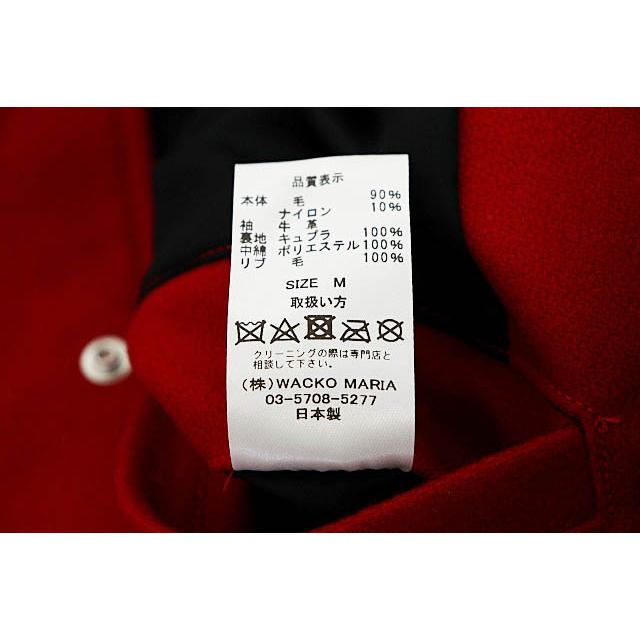 品質表示
本体 毛 90%
ナイロン 10%
袖 牛革
裏地 キュプラ 100%
中綿 ポリエステル 100%
リブ 毛 100%
SIZE M
取扱い方
クリーニングの際は専門店と
相談して下さい。
(株)WACKO MARIA
03-5708-5277
日本製